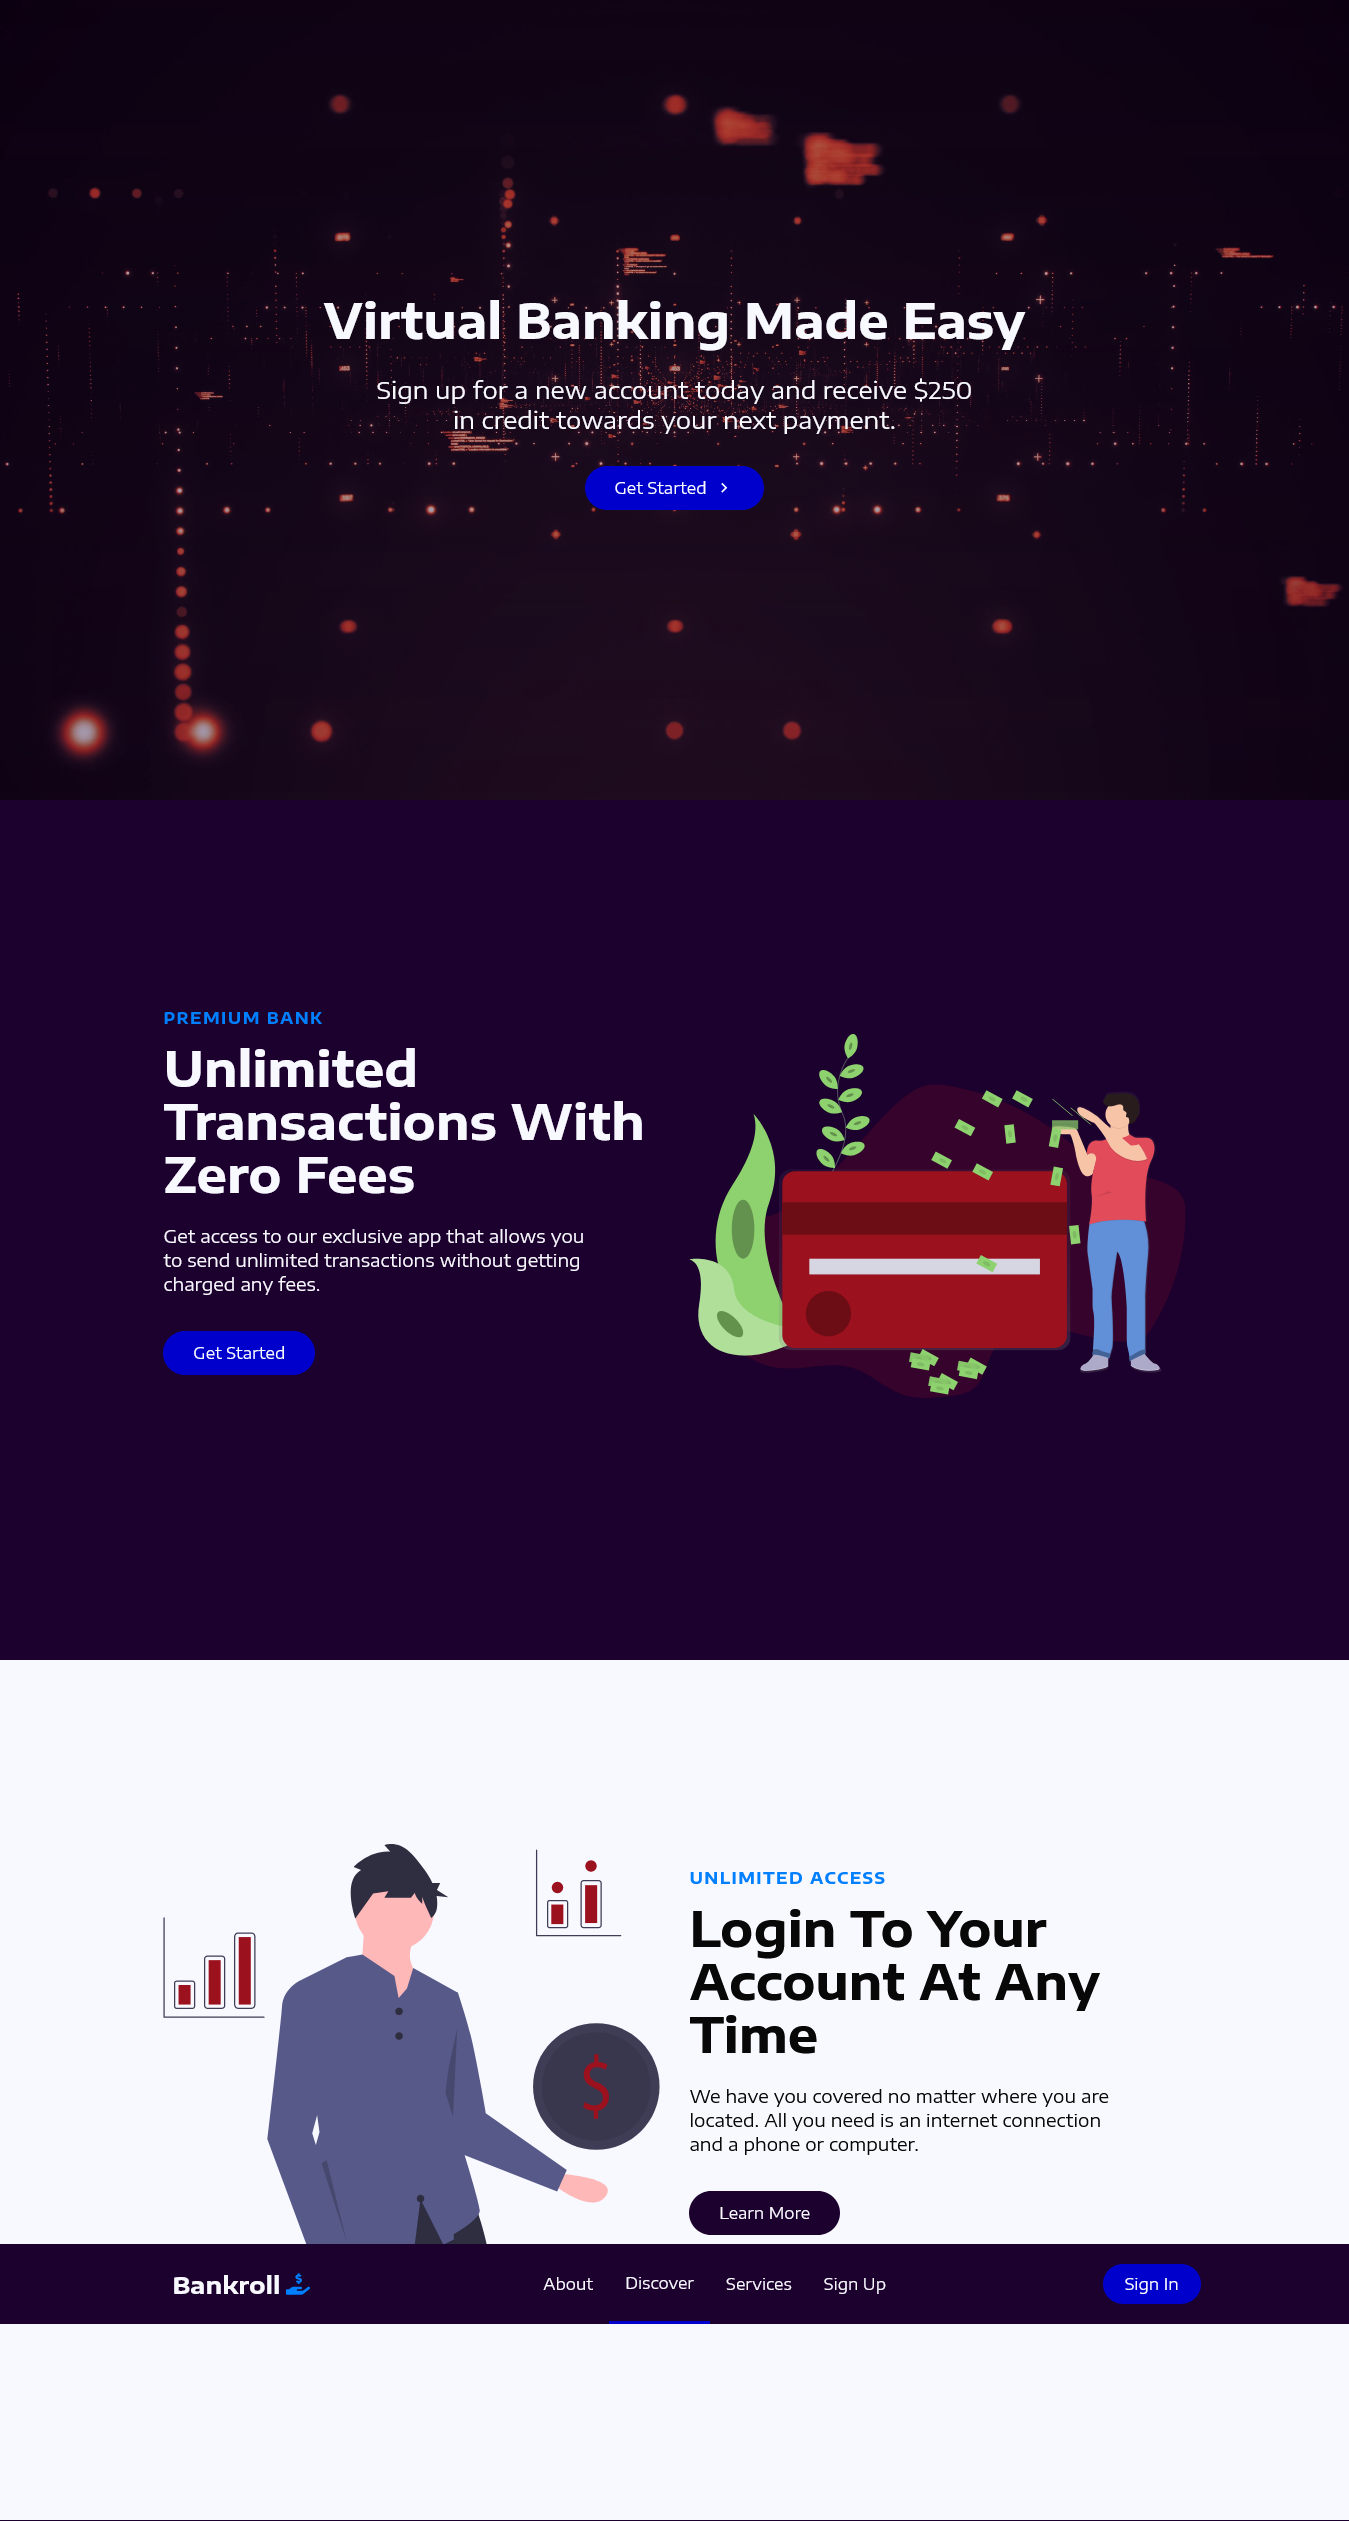 Virtual Banking Made Easy
Sign up for a new account today and receive $250
in credit towards your next payment.
Get Started
PREMIUM BANK
Unlimited
Transactions With
Zero Fees
Get access to our exclusive app that allows you
to send unlimited transactions without getting
charged any fees.
Get Started
UNLIMITED ACCESS
Login To Your
Account At Any
Time
We have you covered no matter where you are
located. All you need is an internet connection
and a phone or computer.
Learn More
Bankroll About Discover Services Sign Up Sign In